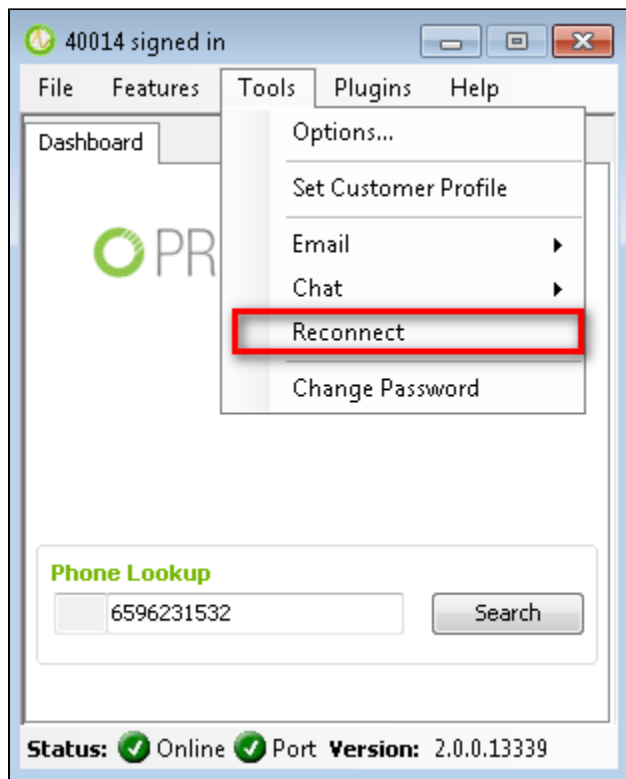 40014 signed in
File Features Tools Plugins Help
Dashboard
Options...
Set Customer Profile
Email
Chat
Reconnect
Change Password
PR
Phone Lookup
6596231532 Search
Status: Online Port Version: 2.0.0.13339